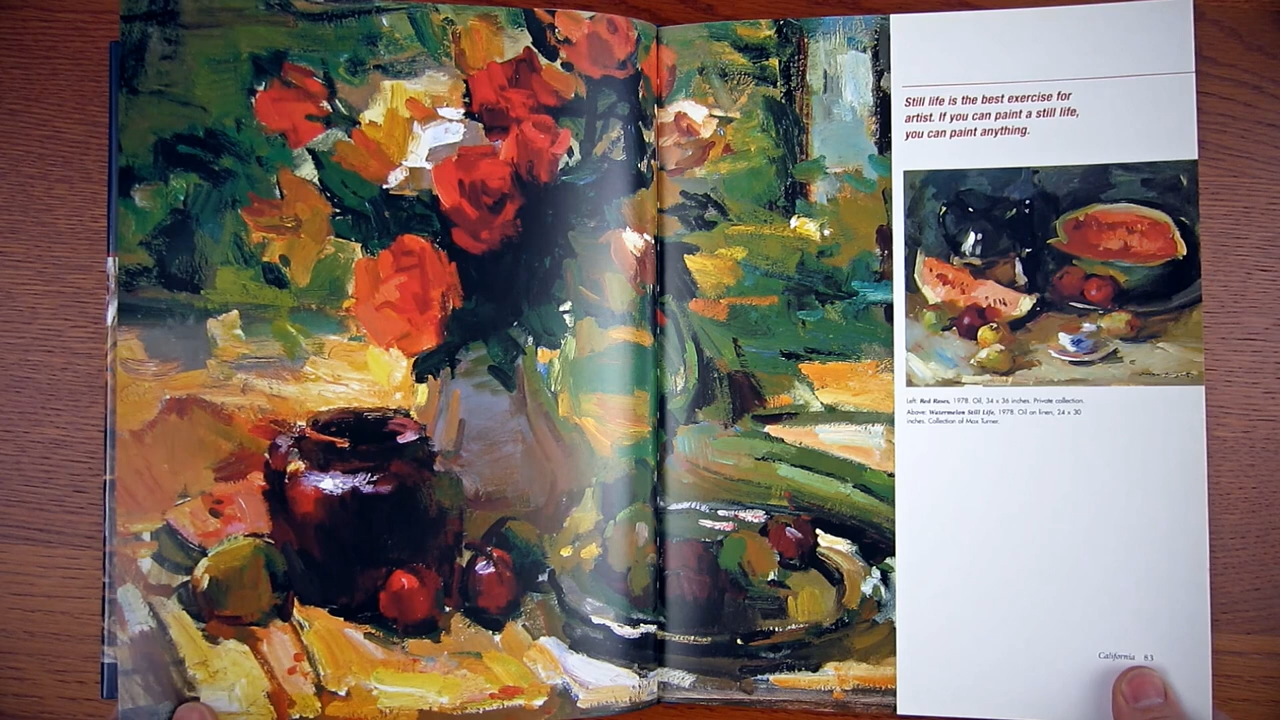 Still life is the best exercise for
artist. If you can paint a still life,
you can paint anything.
Left: Red Roses, 1978. Oil, 34 x 36 inches. Private collection.
Above: Watermelon Still Life, 1978. Oil on linen, 24 x 30
inches. Collection of Max Turner.
California 83